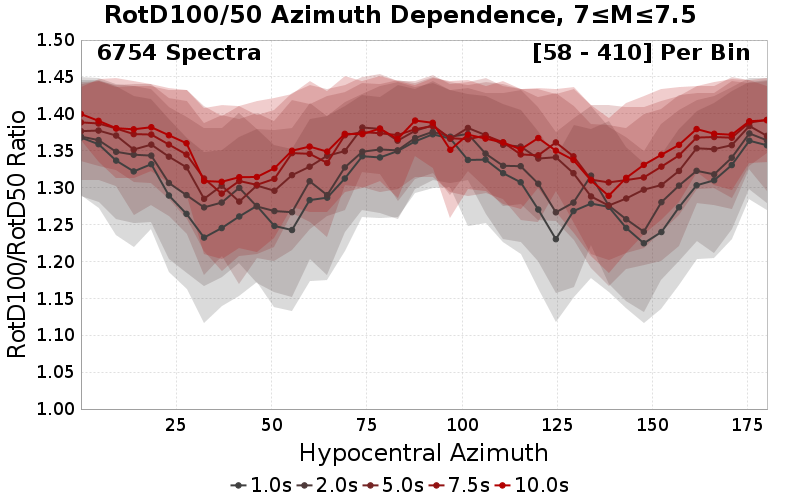 RotD100/50 Azimuth Dependence, 7≤M≤7.5
6754 Spectra
[58 - 410] Per Bin
RotD100/RotD50 Ratio
1.50
1.45
1.40
1.35
1.30
1.25
1.20
1.15
1.10
1.05
1.00
25 50 75 100 125 150 175
Hypocentral Azimuth
1.0s 2.0s 5.0s 7.5s 10.0s